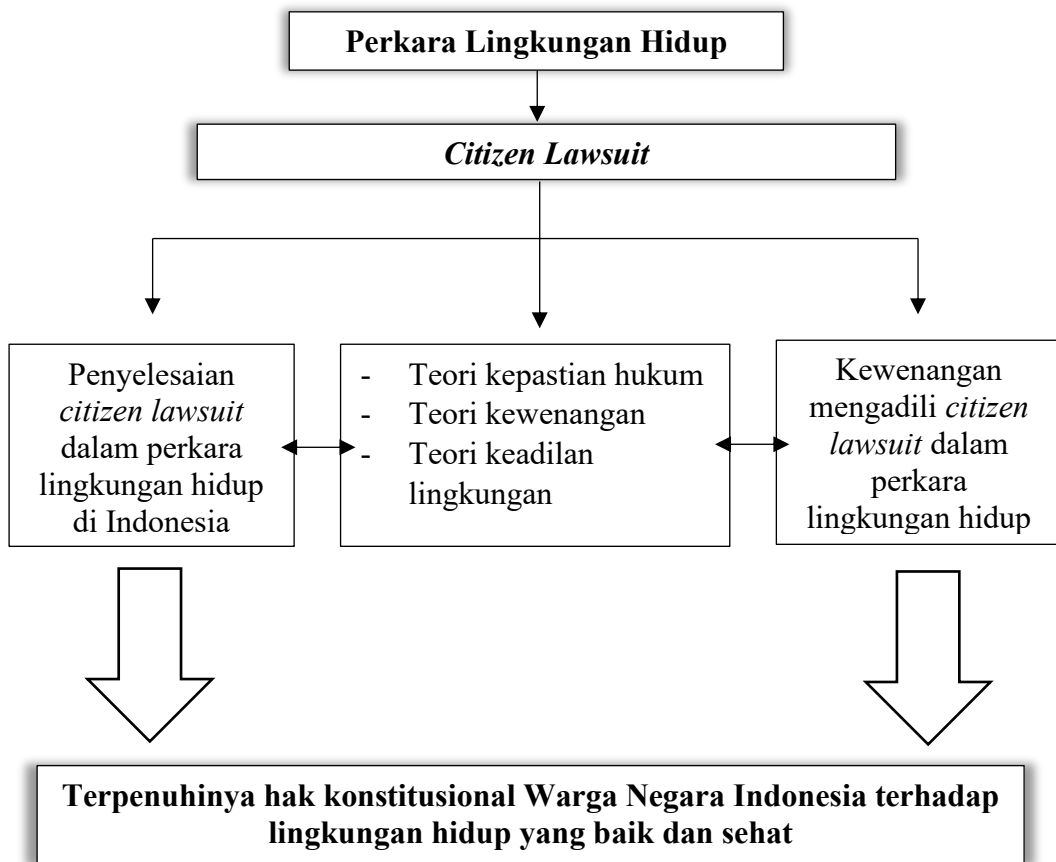 Perkara Lingkungan Hidup
Citizen Lawsuit
Penyelesaian
citizen lawsuit
dalam perkara
lingkungan hidup
di Indonesia
- Teori kepastian hukum
- Teori kewenangan
- Teori keadilan
lingkungan
Kewenangan
mengadili citizen
lawsuit dalam
perkara
lingkungan hidup
Terpenuhinya hak konstitusional Warga Negara Indonesia terhadap
lingkungan hidup yang baik dan sehat